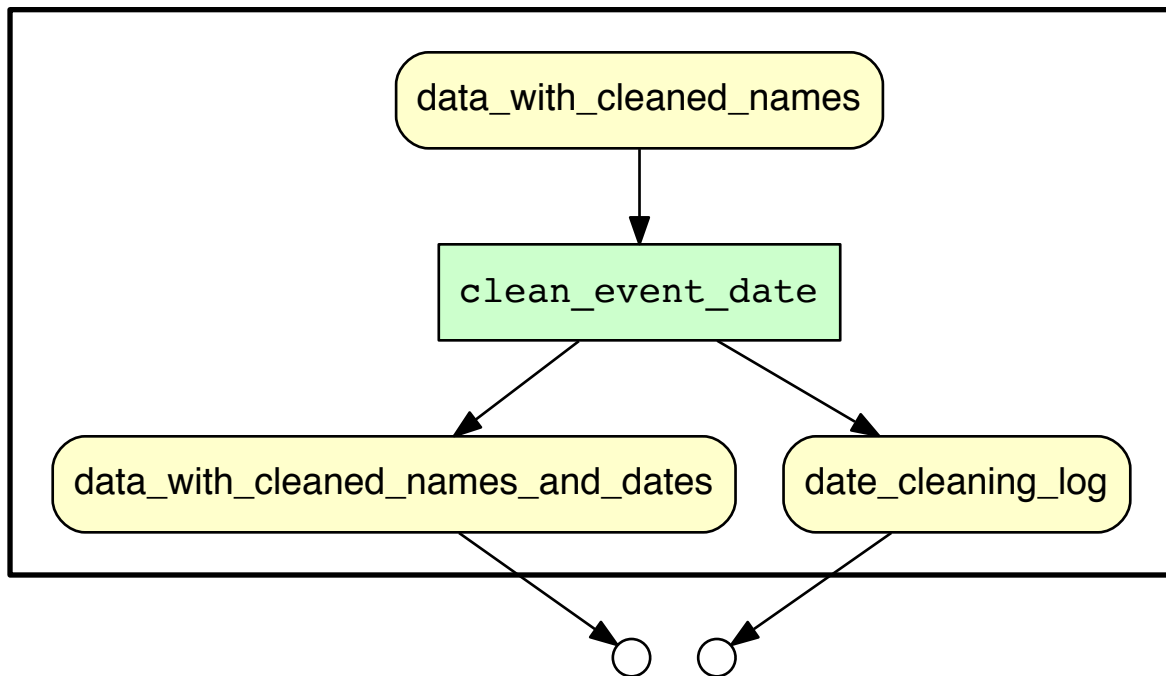 data_with_cleaned_names
clean_event_date
data_with_cleaned_names_and_dates
date_cleaning_log